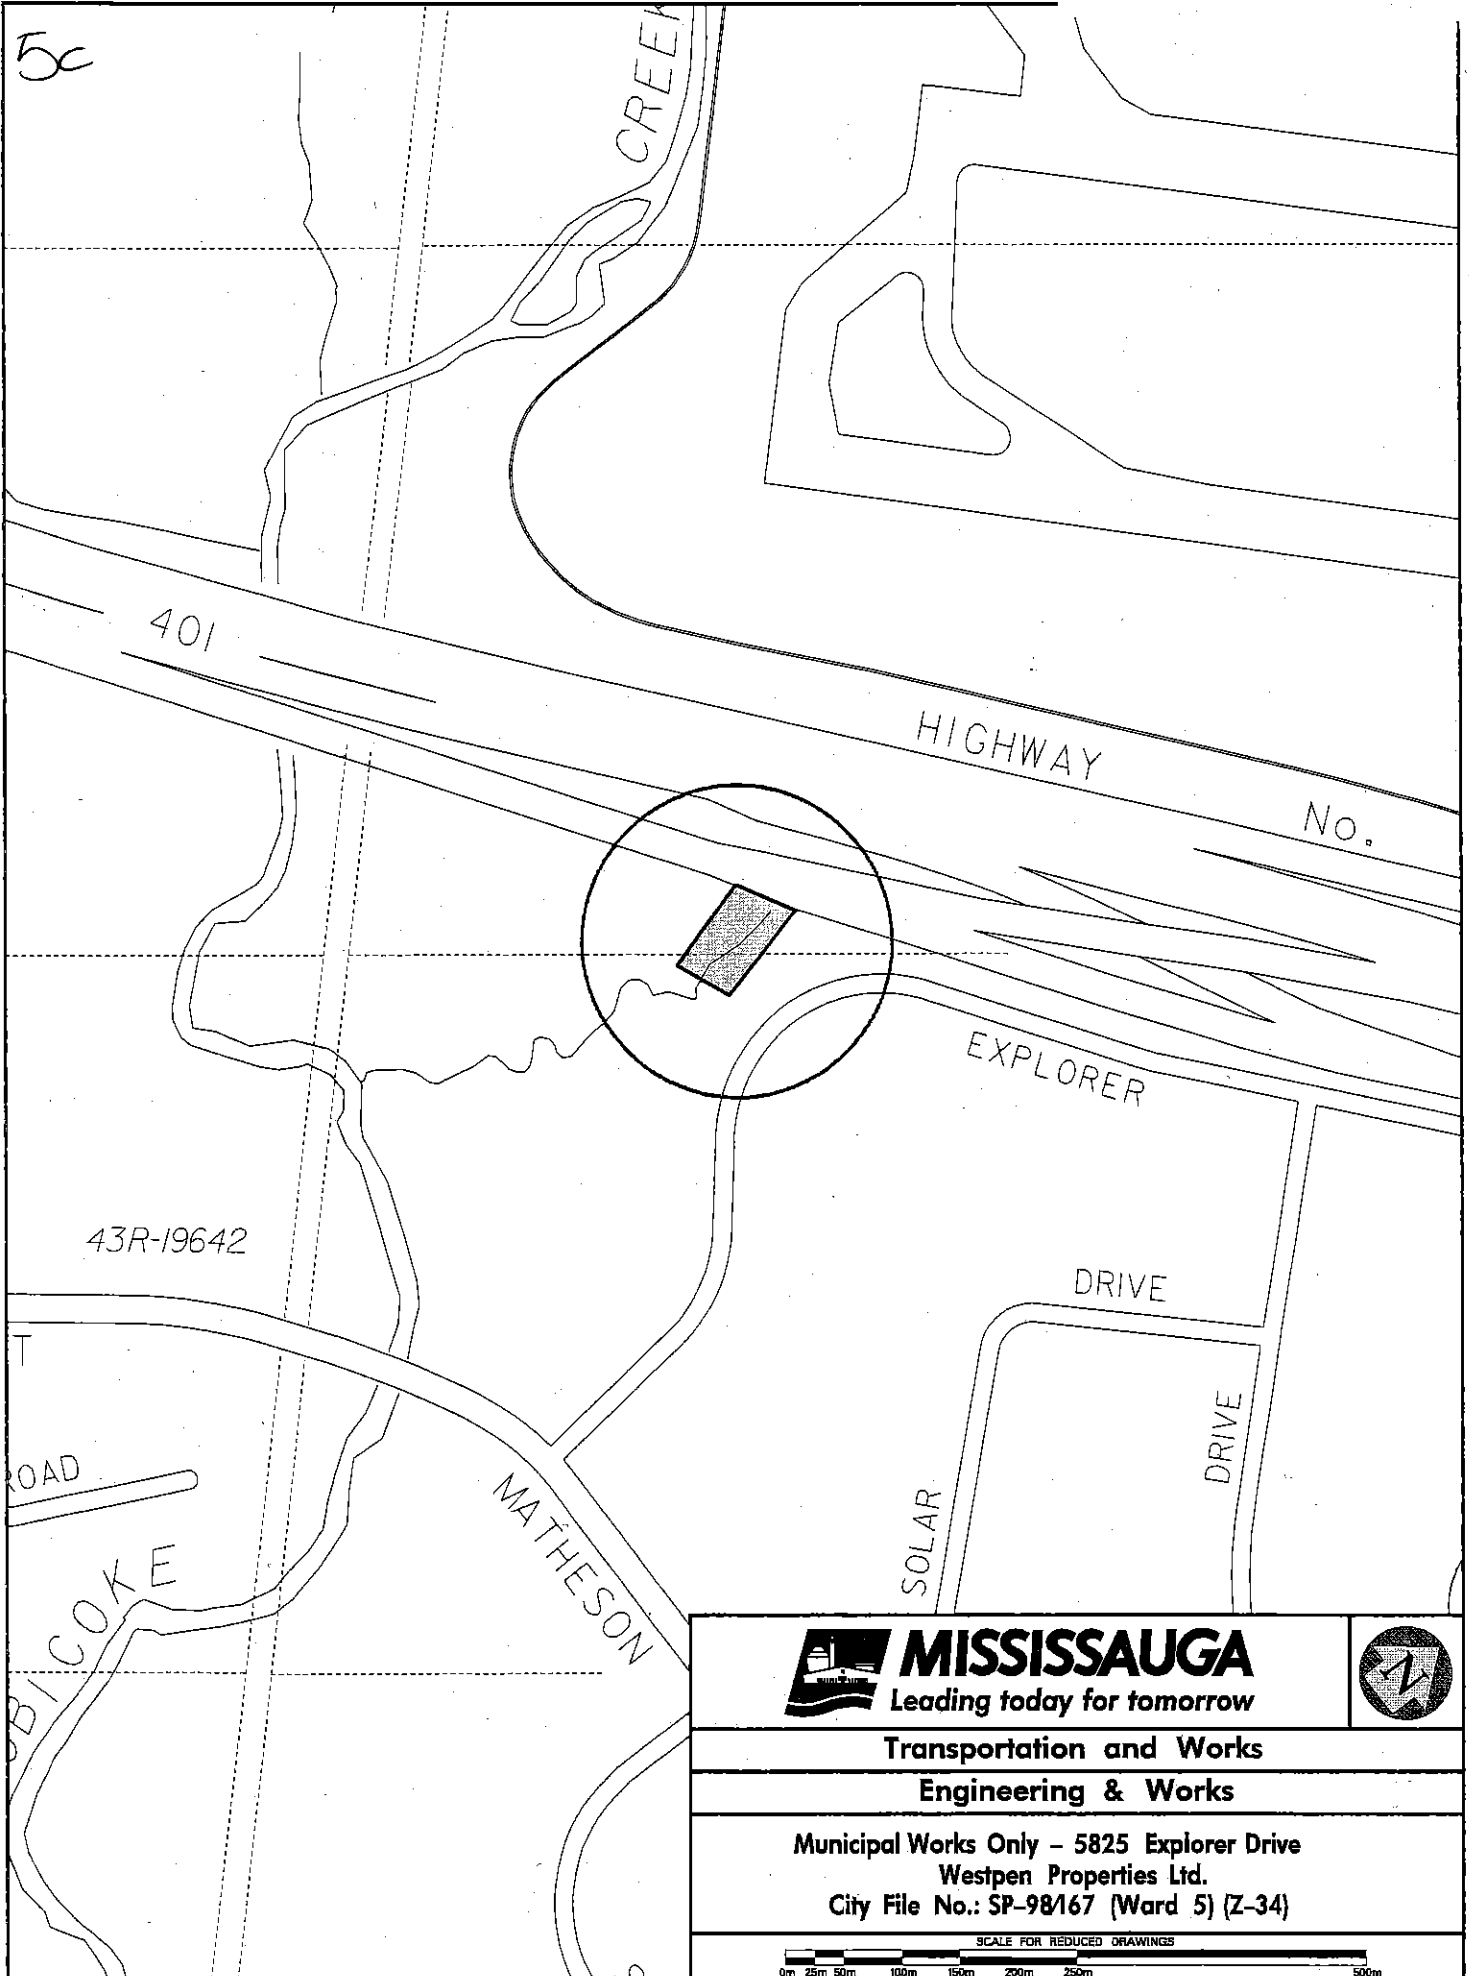 5c
CREEK
401
HIGHWAY
No.
EXPLORER
43R-19642
DRIVE
T
ROAD
DRIVE
MATHESON
SOLAR
OBICOKE
MISSISSAUGA
Leading today for tomorrow
N
Transportation and Works
Engineering & Works
Municipal Works Only - 5825 Explorer Drive
Westpen Properties Ltd.
City File No.: SP-98/167 (Ward 5) (Z-34)
SCALE FOR REDUCED DRAWINGS
0m 25m 50m 100m 150m 200m 250m 500m